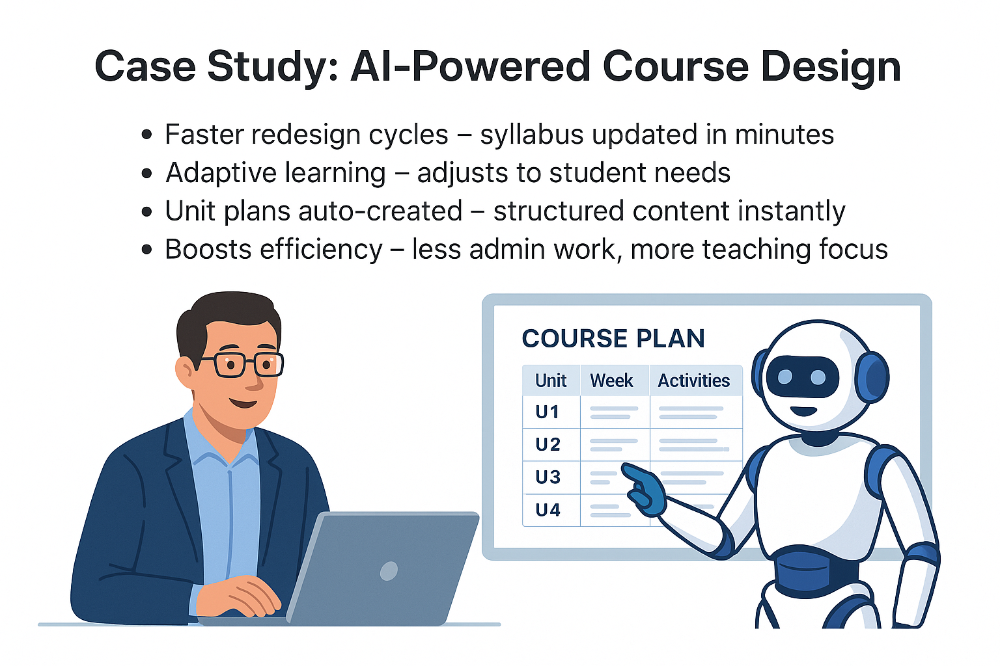 Case Study: AI-Powered Course Design
• Faster redesign cycles – syllabus updated in minutes
• Adaptive learning – adjusts to student needs
• Unit plans auto-created – structured content instantly
• Boosts efficiency – less admin work, more teaching focus
COURSE PLAN
Unit Week Activities
U1
U2
U3
U4